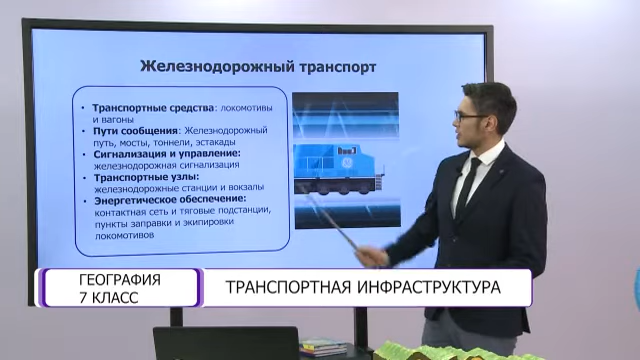 Железнодорожный транспорт
• Транспортные средства: локомотивы
и вагоны
• Пути сообщения: Железнодорожный
путь, мосты, тоннели, эстакады
• Сигнализация и управление:
железнодорожная сигнализация
• Транспортные узлы:
железнодорожные станции и вокзалы
• Энергетическое обеспечение:
контактная сеть и тяговые подстанции,
пункты заправки и экипировки
локомотивов
ГЕОГРАФИЯ
7 КЛАСС
ТРАНСПОРТНАЯ ИНФРАСТРУКТУРА